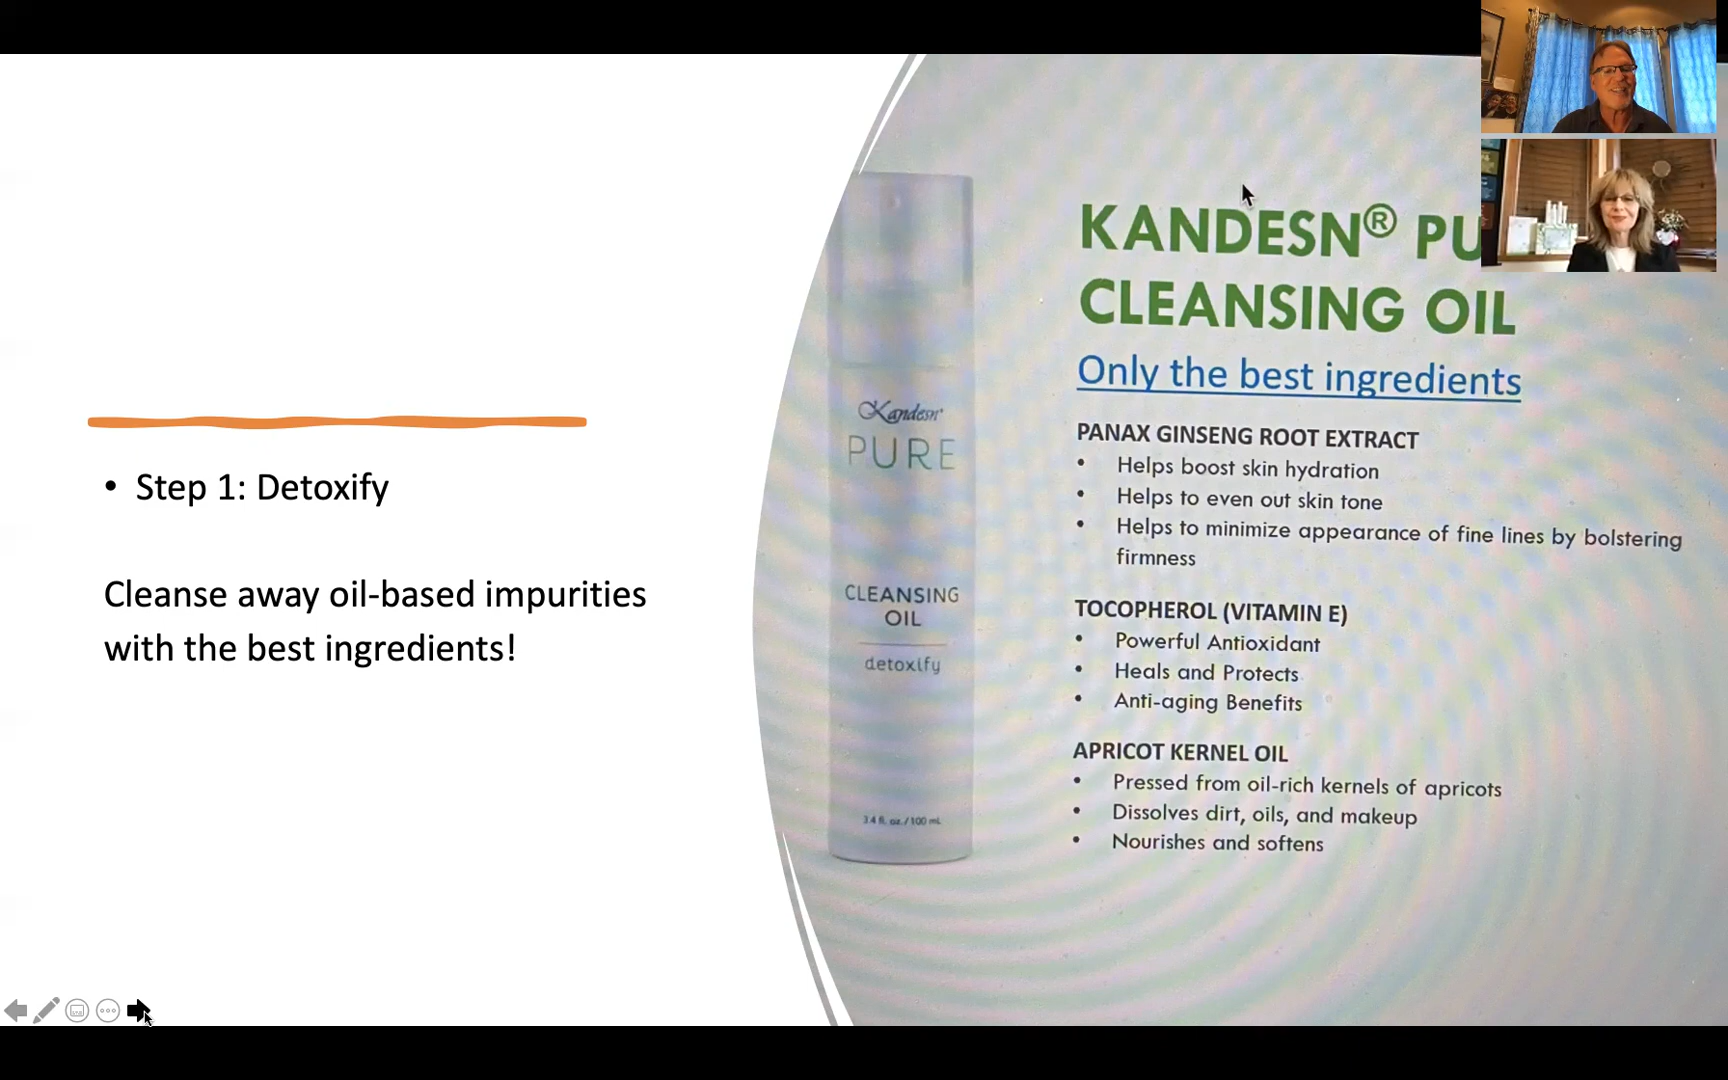 • Step 1: Detoxify
Cleanse away oil-based impurities
with the best ingredients!
Kandesn®
PURE
CLEANSING
OIL
detoxify
3.4 fl. oz./100 mL
KANDESN® PU
CLEANSING OIL
Only the best ingredients
PANAX GINSENG ROOT EXTRACT
• Helps boost skin hydration
• Helps to even out skin tone
• Helps to minimize appearance of fine lines by bolstering
firmness
TOCOPHEROL (VITAMIN E)
• Powerful Antioxidant
• Heals and Protects
• Anti-aging Benefits
APRICOT KERNEL OIL
• Pressed from oil-rich kernels of apricots
• Dissolves dirt, oils, and makeup
• Nourishes and softens